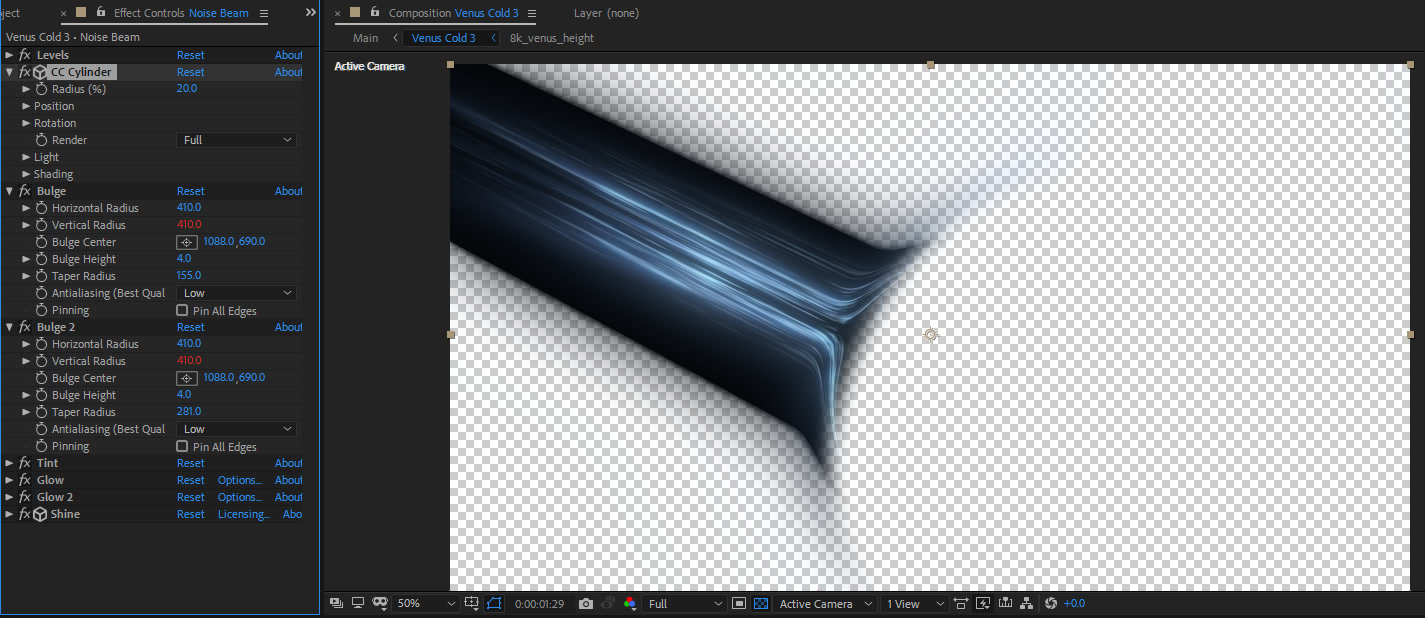 ject
× Effect Controls Noise Beam ☰ »
Venus Cold 3 • Noise Beam
fx Levels Reset About
fx CC Cylinder Reset About
Radius (%) 20.0
Position
Rotation
Render Full
Light
Shading
fx Bulge Reset About
Horizontal Radius 410.0
Vertical Radius 410.0
Bulge Center 1088.0,690.0
Bulge Height 4.0
Taper Radius 155.0
Antialiasing (Best Qual Low
Pinning Pin All Edges
fx Bulge 2 Reset About
Horizontal Radius 410.0
Vertical Radius 410.0
Bulge Center 1088.0,690.0
Bulge Height 4.0
Taper Radius 281.0
Antialiasing (Best Qual Low
Pinning Pin All Edges
fx Tint Reset About
fx Glow Reset Options... About
fx Glow 2 Reset Options... About
fx Shine Reset Licensing... Abo
× Composition Venus Cold 3 ☰ Layer (none)
Main < Venus Cold 3 < 8k_venus_height
Active Camera
50% 0:00:01:29 Full Active Camera 1 View +0.0